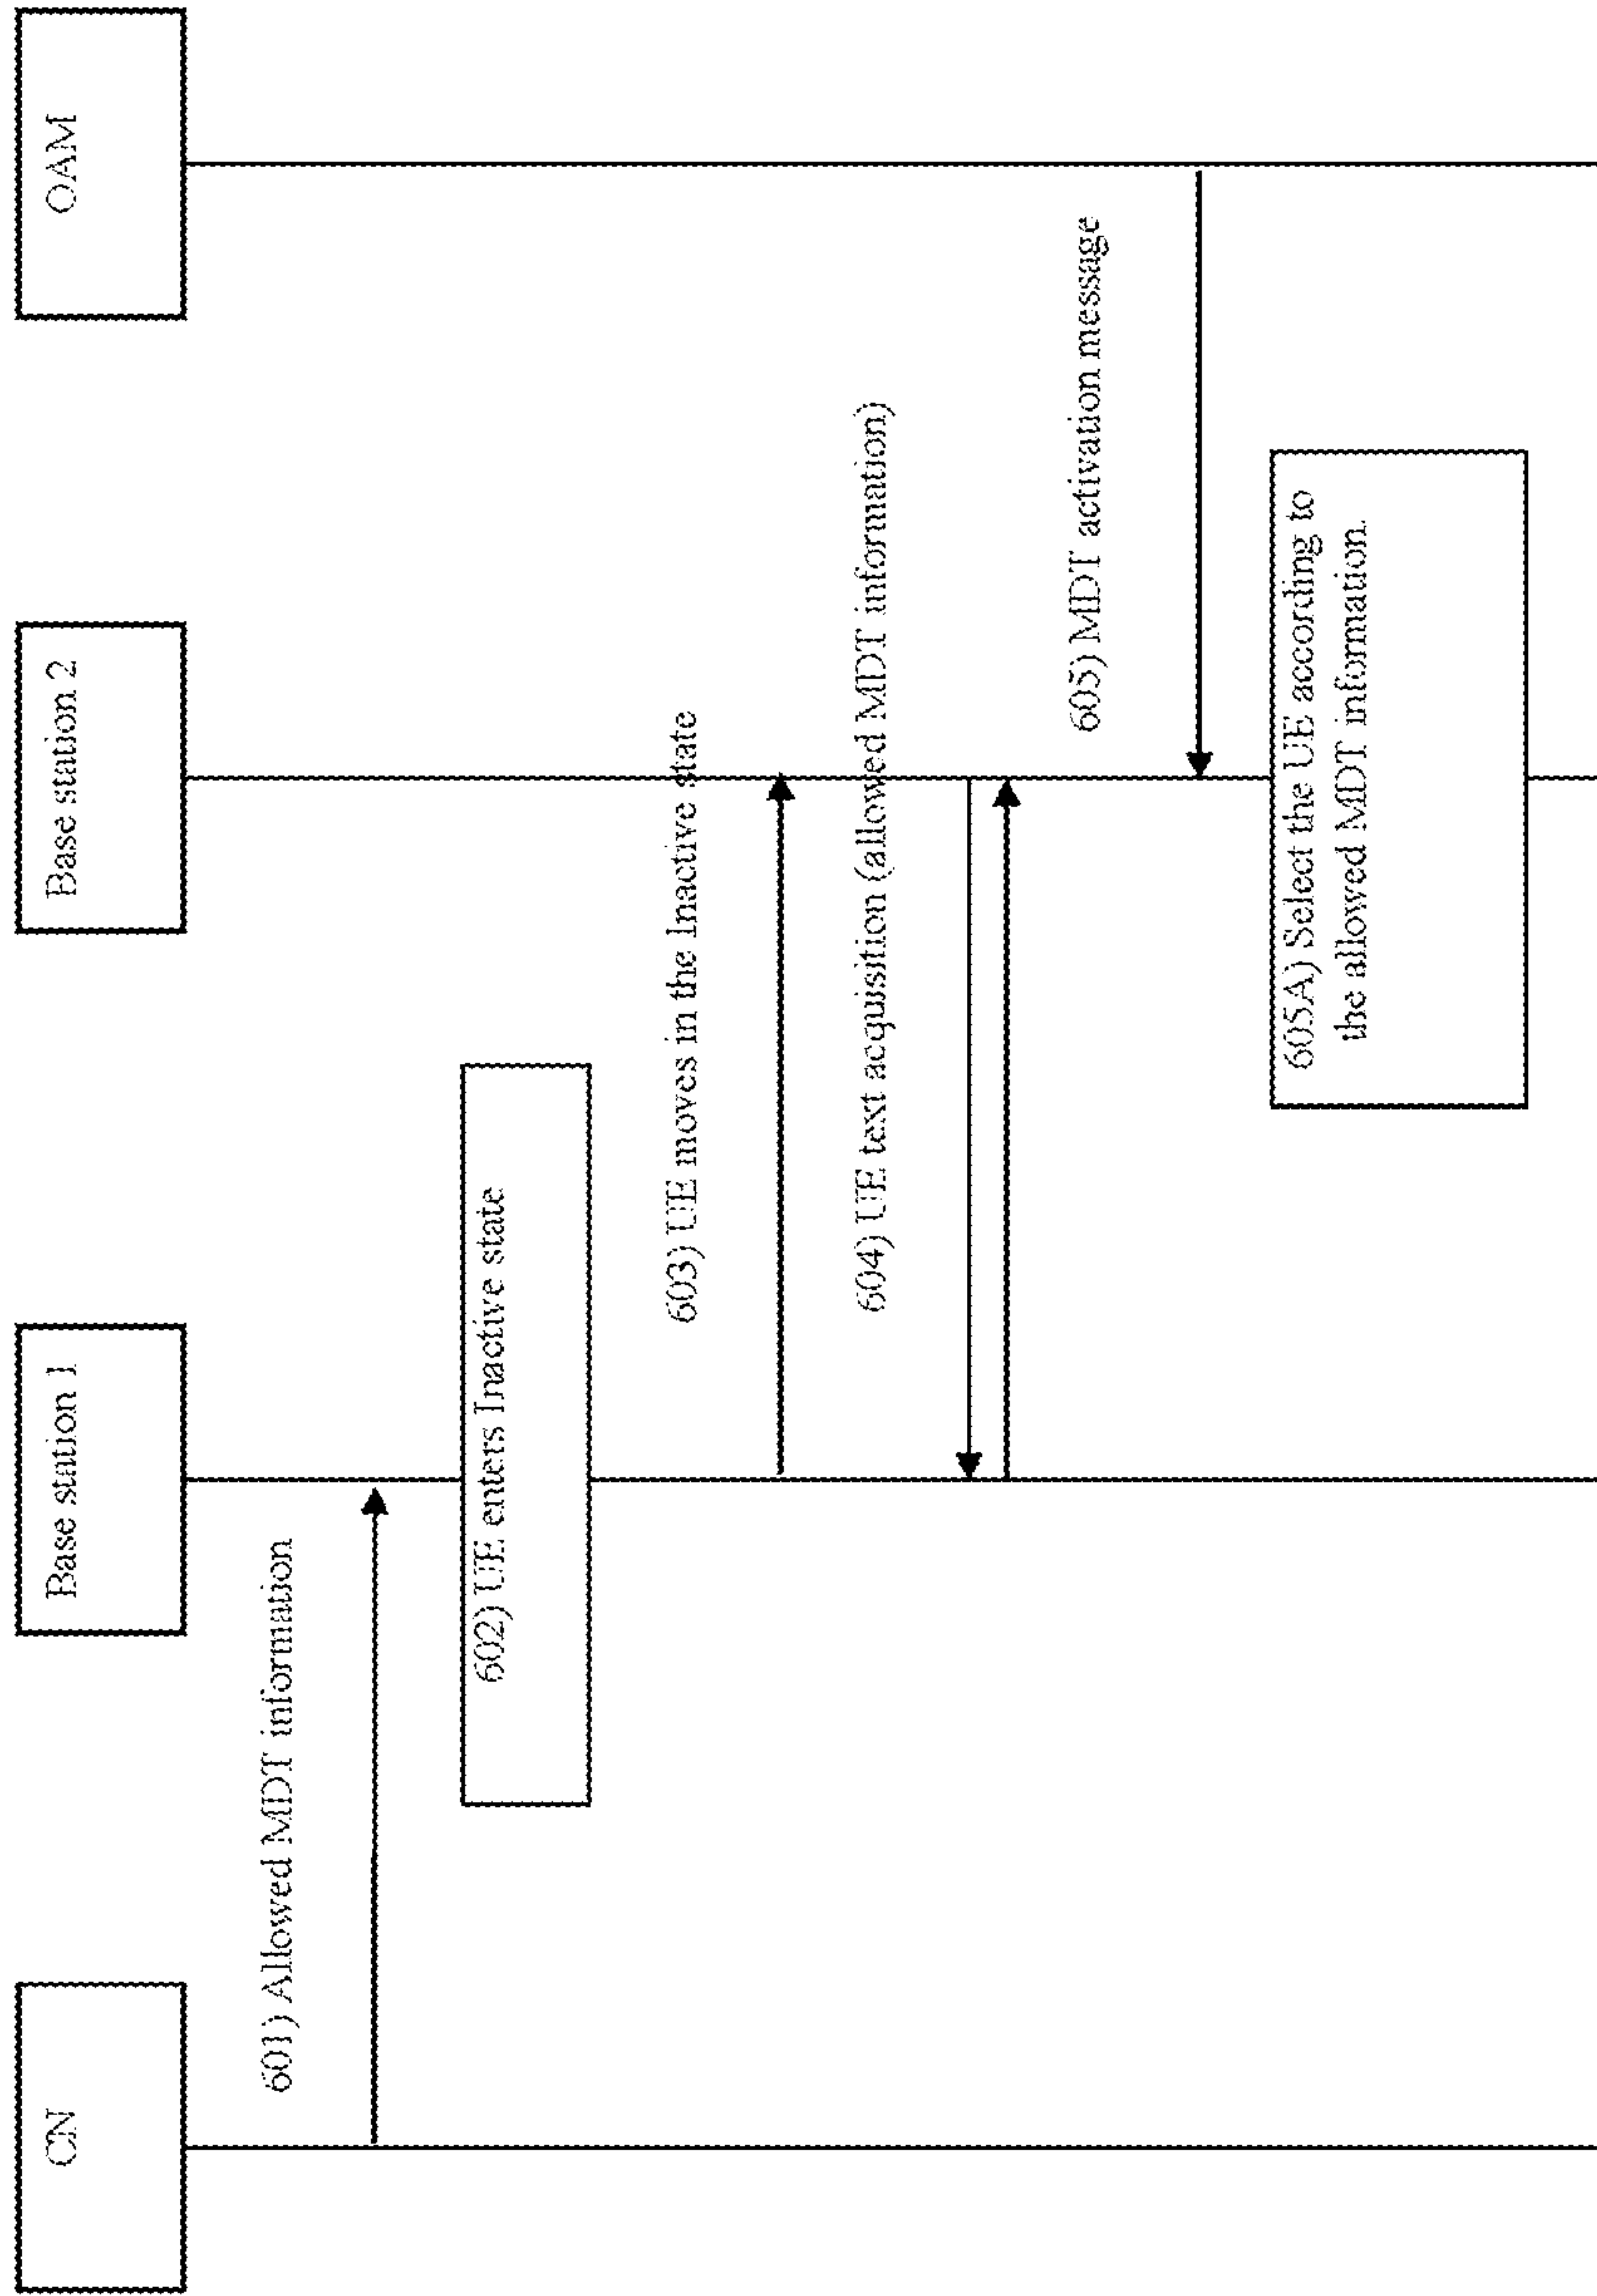 CN
Base station 1
Base station 2
OAM
601) Allowed MDT information
602) UE enters Inactive state
603) UE moves in the Inactive state
604) UE text acquisition (allowed MDT information)
605) MDT activation message
605A) Select the UE according to
the allowed MDT information.